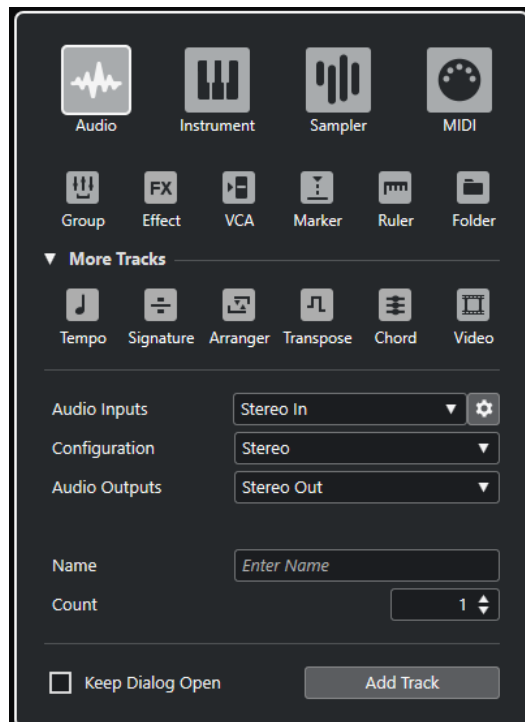 Audio Instrument Sampler MIDI
FX
Group Effect VCA Marker Ruler Folder
▼ More Tracks
Tempo Signature Arranger Transpose Chord Video
Audio Inputs Stereo In
Configuration Stereo
Audio Outputs Stereo Out
Name Enter Name
Count 1
Keep Dialog Open Add Track